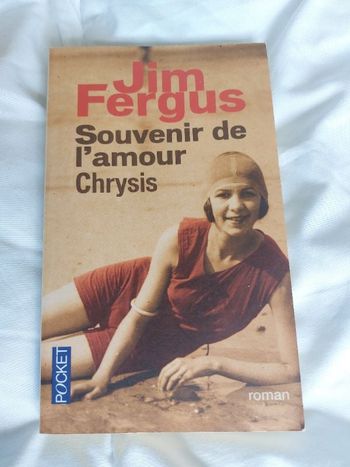 Jim
Fergus
Souvenir de
l'amour
Chrysis
POCKET
roman